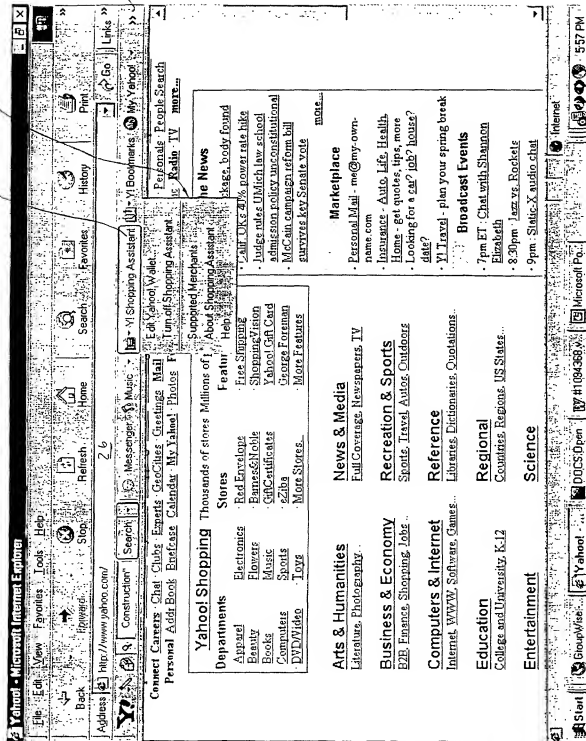 Yahoo! - Microsoft Internet Explorer
File Edit View Favorites Tools Help
Back Forward Stop Refresh Home Search Favorites History Print
Address http://www.yahoo.com/ 26 Go Links
Y! Construction Search Messenger Music Y! Shopping Assistant Y! Bookmarks My Yahoo!
Edit Yahoo! Wallet...
Turn off Shopping Assistant
Supported Merchants
About Shopping Assistant
Help
Connect Careers Chat Clubs Experts GeoCities Greetings Mail Personals People Search
Personal Addr Book Briefcase Calendar My Yahoo! Photos Radio TV more...
Yahoo! Shopping Thousands of stores Millions of
Departments
Apparel Electronics
Beauty Flowers
Books Music
Computers Sports
DVD/Video Toys
Stores
Red Envelope
Barnes&Noble
GiftCertificates
eZiba
More Stores
Featur
Free Shipping
ShoppingVision
Yahoo! Gift Card
George Foreman
More Features
Arts & Humanities
Literature, Photography...
Business & Economy
B2B, Finance, Shopping, Jobs...
Computers & Internet
Internet, WWW, Software, Games...
Education
College and University, K-12
Entertainment
News & Media
Full Coverage, Newspapers, TV
Recreation & Sports
Sports, Travel, Autos, Outdoors
Reference
Libraries, Dictionaries, Quotations...
Regional
Countries, Regions, US States...
Science
he News
ckage, body found
Calif. OKs power rate hike
Judge rules UMich law school
admission policy unconstitutional
McCain campaign reform bill
survives key Senate vote
more...
Marketplace
Personal Mail - me@my-own-
name.com
Insurance - Auto, Life, Health,
Home - get quotes, tips, more
Looking for a car? job? house?
date?
Y! Travel - plan your spring break
Broadcast Events
7pm ET: Chat with Shannon
Elizabeth
8:30pm : Jazz vs. Rockets
9pm : Static-X audio chat
Internet
Start GroupWise Yahoo! - ... DOCSOpen #1094368 v... Microsoft Po... 5:57 PM